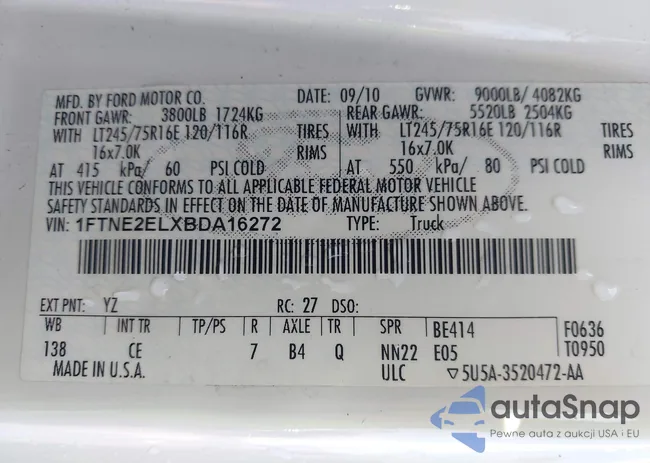 MFD. BY FORD MOTOR CO. DATE: 09/10 GVWR: 9000LB/ 4082KG
FRONT GAWR: 3800LB 1724KG REAR GAWR: 5520LB 2504KG
WITH LT245/75R16E 120/116R TIRES WITH LT245/75R16E 120/116R TIRES
16x7.0K RIMS 16x7.0K RIMS
AT 415 kPa/ 60 PSI COLD AT 550 kPa/ 80 PSI COLD
THIS VEHICLE CONFORMS TO ALL APPLICABLE FEDERAL MOTOR VEHICLE
SAFETY STANDARDS IN EFFECT ON THE DATE OF MANUFACTURE SHOWN ABOVE.
VIN: 1FTNE2ELXBDA16272 TYPE: Truck
EXT PNT: YZ RC: 27 DSO:
WB INT TR TP/PS R AXLE TR SPR BE414 F0636
138 CE 7 B4 Q NN22 E05 T0950
MADE IN U.S.A. ULC ▽5U5A-3520472-AA
autaSnap
Pewne auta z aukcji USA i EU